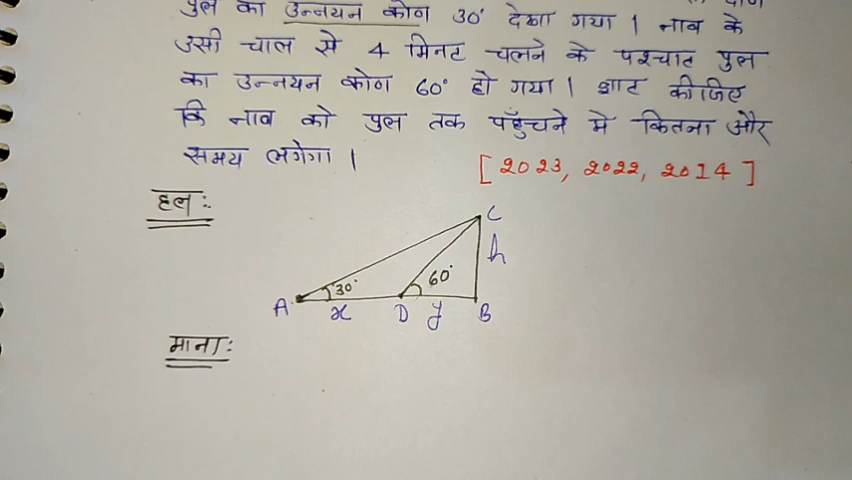 पुल का उन्नयन कोण 30° देखा गया । नाव के
उसी चाल से 4 मिनट चलने के पश्चात पुल
का उन्नयन कोण 60° हो गया । ज्ञात कीजिए
कि नाव को पुल तक पहुँचने मे कितना और
समय लगेगा ।
[ 2023, 2022, 2014 ]
हल :
C
h
60°
30°
A x D y B
माना :